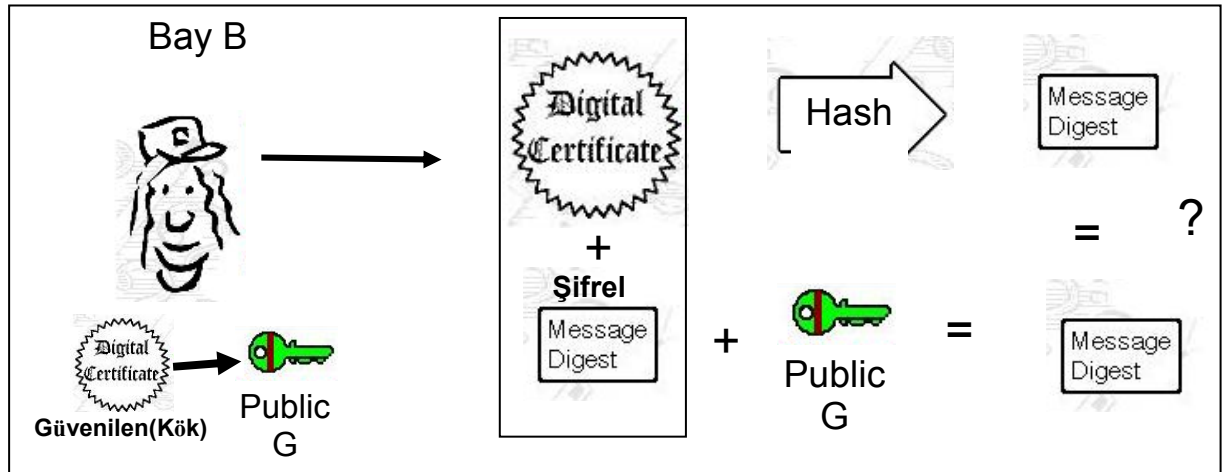 Bay B
Digital
Certificate
Hash
Message
Digest
= ?
+
Şifrel
Message
Digest
+
Public
G
=
Message
Digest
Digital
Certificate
Güvenilen(Kök)
Public
G